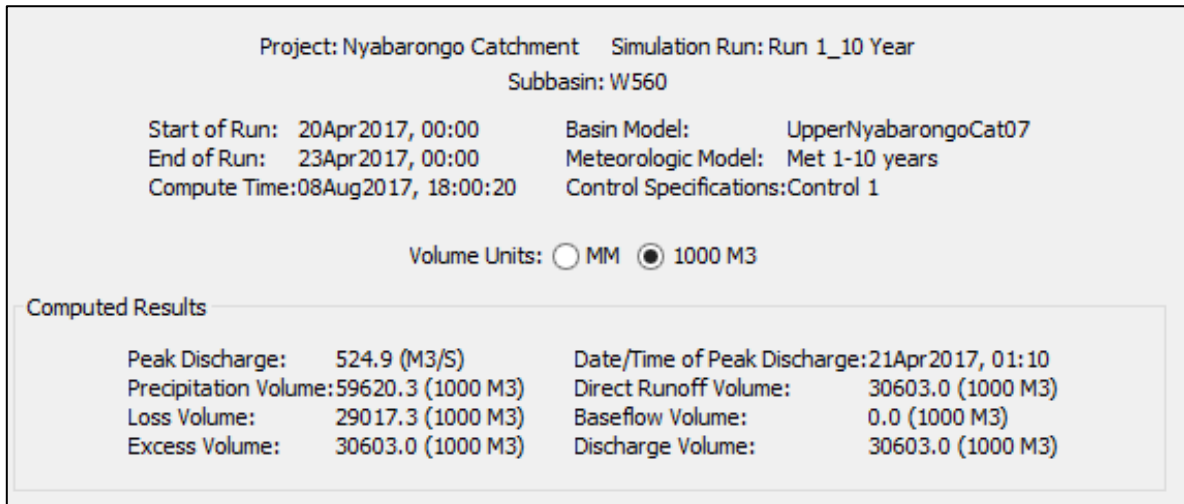 Project: Nyabarongo Catchment Simulation Run: Run 1_10 Year
Subbasin: W560
Start of Run: 20Apr2017, 00:00 Basin Model: UpperNyabarongoCat07
End of Run: 23Apr2017, 00:00 Meteorologic Model: Met 1-10 years
Compute Time:08Aug2017, 18:00:20 Control Specifications:Control 1
Volume Units: MM 1000 M3
Computed Results
Peak Discharge: 524.9 (M3/S) Date/Time of Peak Discharge:21Apr2017, 01:10
Precipitation Volume:59620.3 (1000 M3) Direct Runoff Volume: 30603.0 (1000 M3)
Loss Volume: 29017.3 (1000 M3) Baseflow Volume: 0.0 (1000 M3)
Excess Volume: 30603.0 (1000 M3) Discharge Volume: 30603.0 (1000 M3)